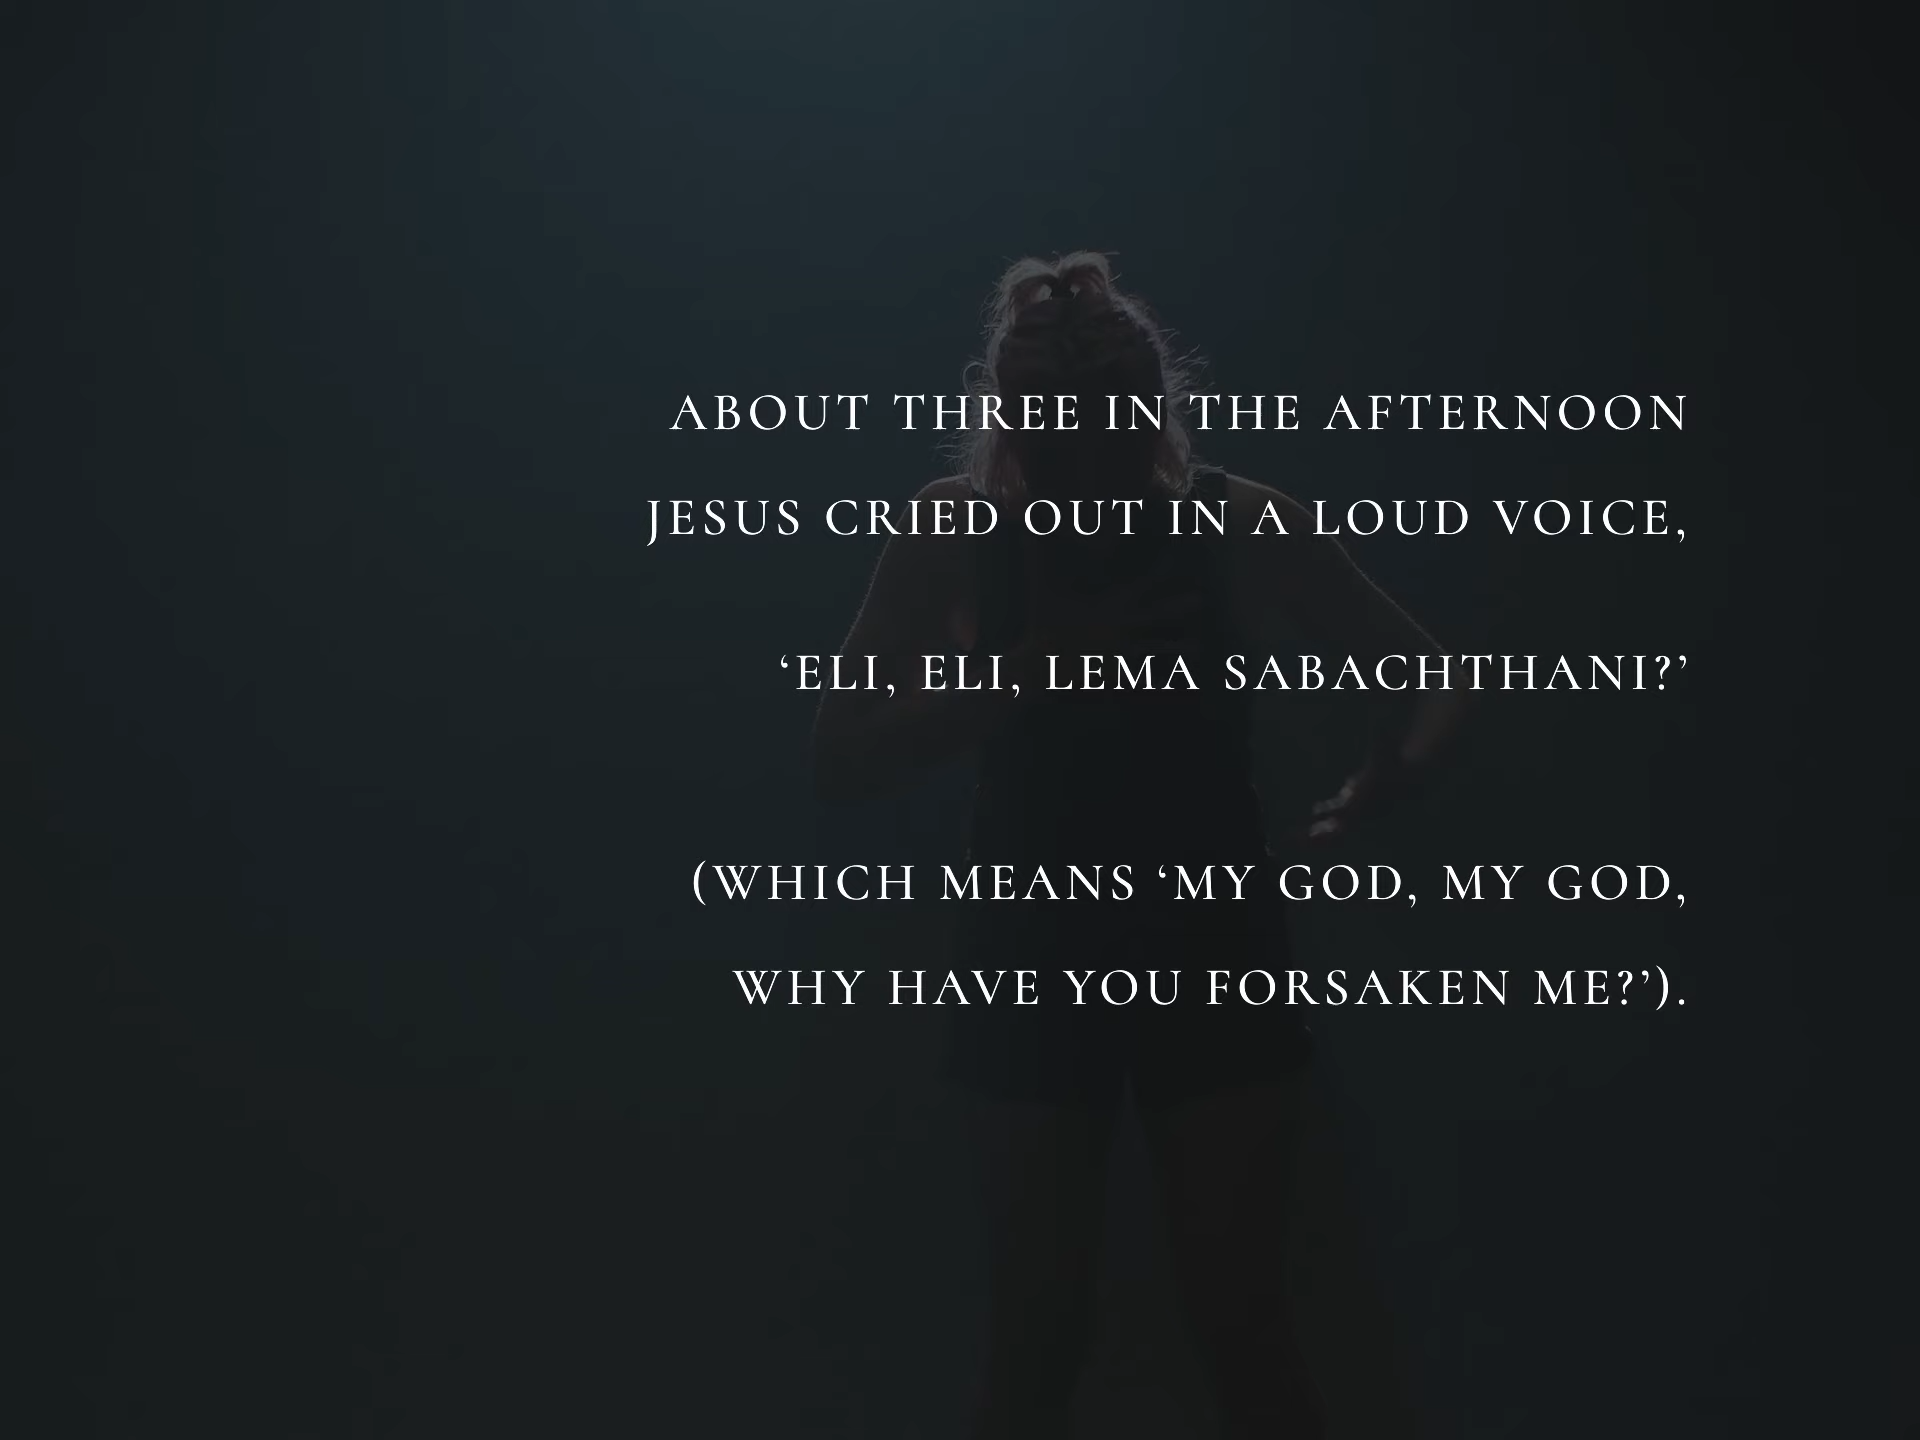 ABOUT THREE IN THE AFTERNOON
JESUS CRIED OUT IN A LOUD VOICE,
‘ELI, ELI, LEMA SABACHTHANI?’
(WHICH MEANS ‘MY GOD, MY GOD,
WHY HAVE YOU FORSAKEN ME?’).